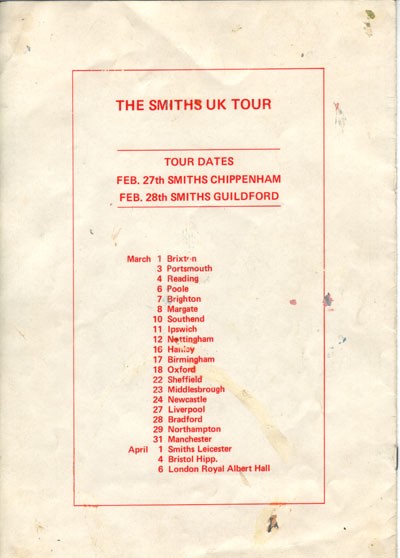 THE SMITHS UK TOUR
TOUR DATES
FEB. 27th SMITHS CHIPPENHAM
FEB. 28th SMITHS GUILDFORD
March 1 Brixton
3 Portsmouth
4 Reading
6 Poole
7 Brighton
8 Margate
10 Southend
11 Ipswich
12 Nottingham
16 Hanley
17 Birmingham
18 Oxford
22 Sheffield
23 Middlesbrough
24 Newcastle
27 Liverpool
28 Bradford
29 Northampton
31 Manchester
April 1 Smiths Leicester
4 Bristol Hipp.
6 London Royal Albert Hall